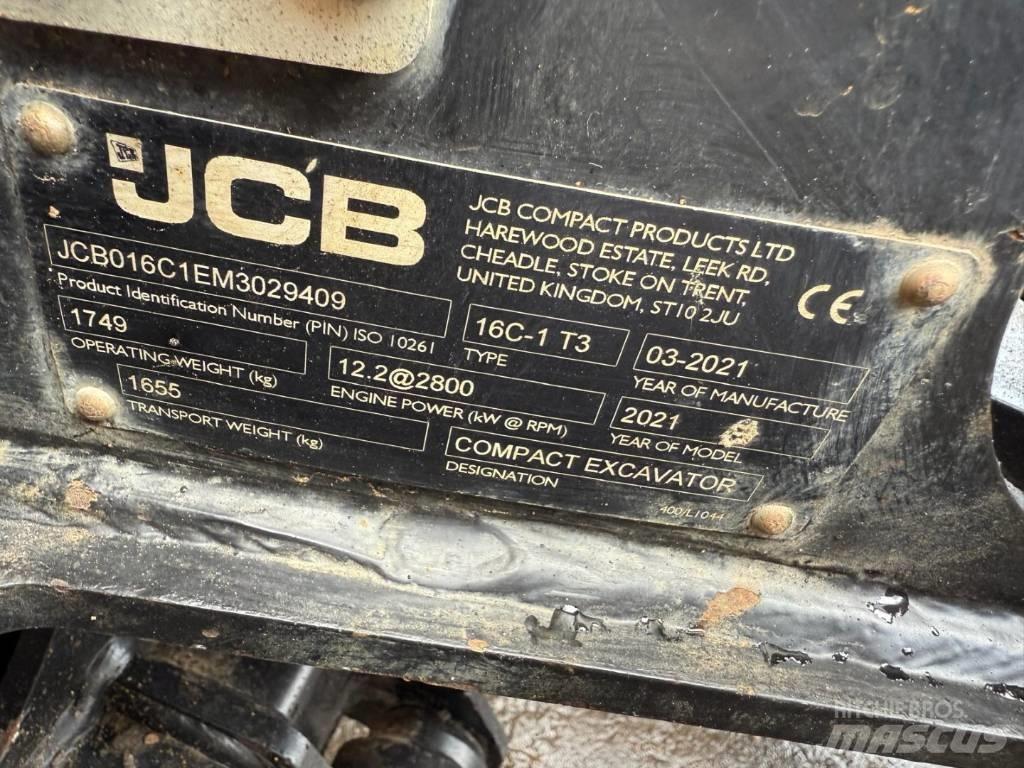 JCB
JCB COMPACT PRODUCTS LTD
HAREWOOD ESTATE, LEEK RD,
CHEADLE, STOKE ON TRENT,
UNITED KINGDOM, ST10 2JU
CE
JCB016C1EM3029409
Product Identification Number (PIN) ISO 10261
16C-1 T3
TYPE
03-2021
YEAR OF MANUFACTURE
1749
OPERATING WEIGHT (kg)
12.2@2800
ENGINE POWER (kW @ RPM)
2021
YEAR OF MODEL
1655
TRANSPORT WEIGHT (kg)
COMPACT EXCAVATOR
DESIGNATION
400/L1044
RITCHIE BROS.
MASCUS